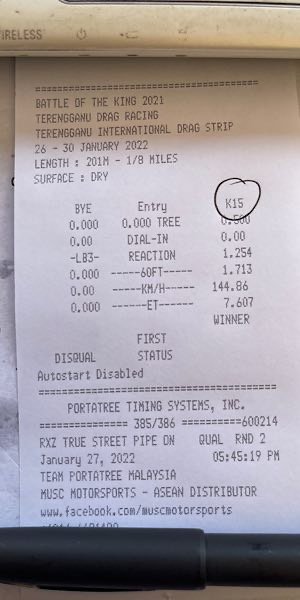 IRELESS
==========================================
BATTLE OF THE KING 2021
TERENGGANU DRAG RACING
TERENGGANU INTERNATIONAL DRAG STRIP
26 - 30 JANUARY 2022
LENGTH : 201M - 1/8 MILES
SURFACE : DRY
BYE Entry K15
0.000 0.000 TREE 0.500
0.00 DIAL-IN 0.00
-LB3- REACTION 1.254
0.000 ------60FT----- 1.713
0.00 ------KM/H------ 144.86
0.000 -------ET------ 7.607
WINNER
FIRST
DISQUAL STATUS
Autostart Disabled
==========================================
PORTATREE TIMING SYSTEMS, INC.
=============== 385/386 ==========600214
RXZ TRUE STREET PIPE ON QUAL RND 2
January 27, 2022 05:45:19 PM
TEAM PORTATREE MALAYSIA
MUSC MOTORSPORTS - ASEAN DISTRIBUTOR
www.facebook.com/muscmotorsports